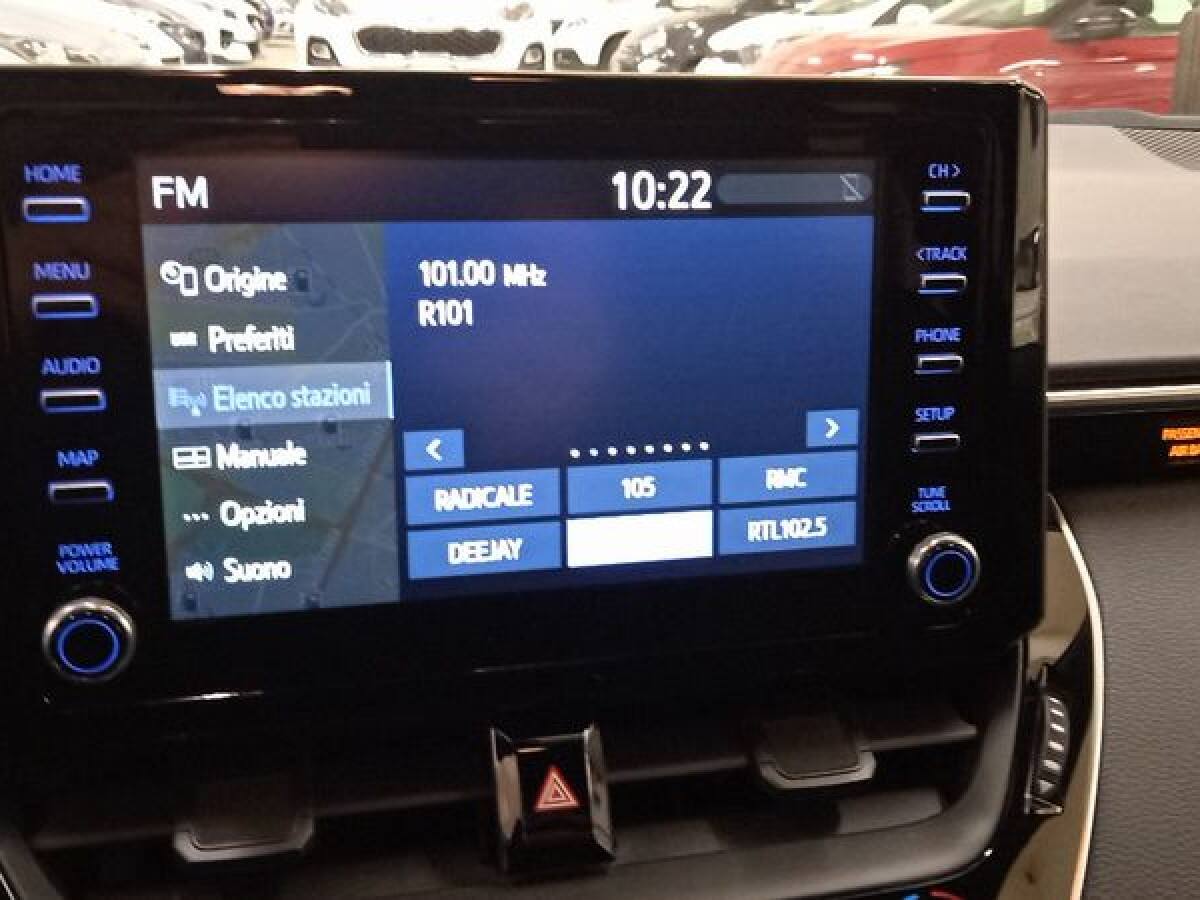 HOME
MENU
AUDIO
MAP
POWER
VOLUME
FM
10:22
Origine
Preferiti
Elenco stazioni
Manuale
Opzioni
Suono
101.00 MHz
R101
<
>
RADICALE
105
RMC
DEEJAY
RTL102.5
CH>
<TRACK
PHONE
SETUP
TUNE
SCROLL